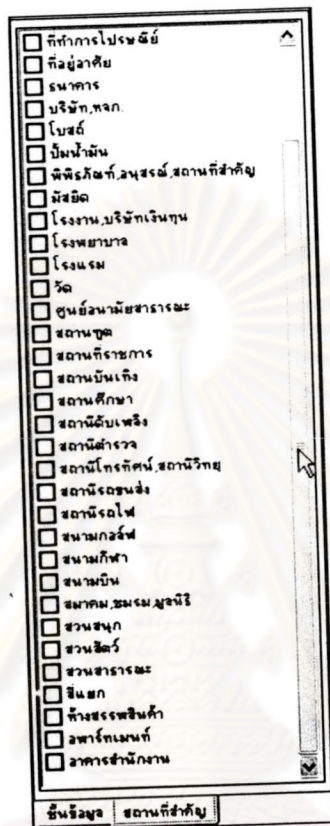 ที่ทำการไปรษณีย์
ที่อยู่อาศัย
ธนาคาร
บริษัท,หจก.
โบสถ์
ปั้มน้ำมัน
พิพิธภัณฑ์,อนุสรณ์,สถานที่สำคัญ
มัสยิด
โรงงาน,บริษัทเงินทุน
โรงพยาบาล
โรงแรม
วัด
ศูนย์อนามัยสาธารณะ
สถานทูต
สถานที่ราชการ
สถานบันเทิง
สถานศึกษา
สถานีดับเพลิง
สถานีตำรวจ
สถานีโทรทัศน์,สถานีวิทยุ
สถานีรถขนส่ง
สถานีรถไฟ
สนามกอล์ฟ
สนามกีฬา
สนามบิน
สมาคม,ชมรม,มูลนิธิ
สวนสนุก
สวนสัตว์
สวนสาธารณะ
สี่แยก
ห้างสรรพสินค้า
อพาร์ทเมนท์
อาคารสำนักงาน
ชั้นข้อมูล สถานที่สำคัญ